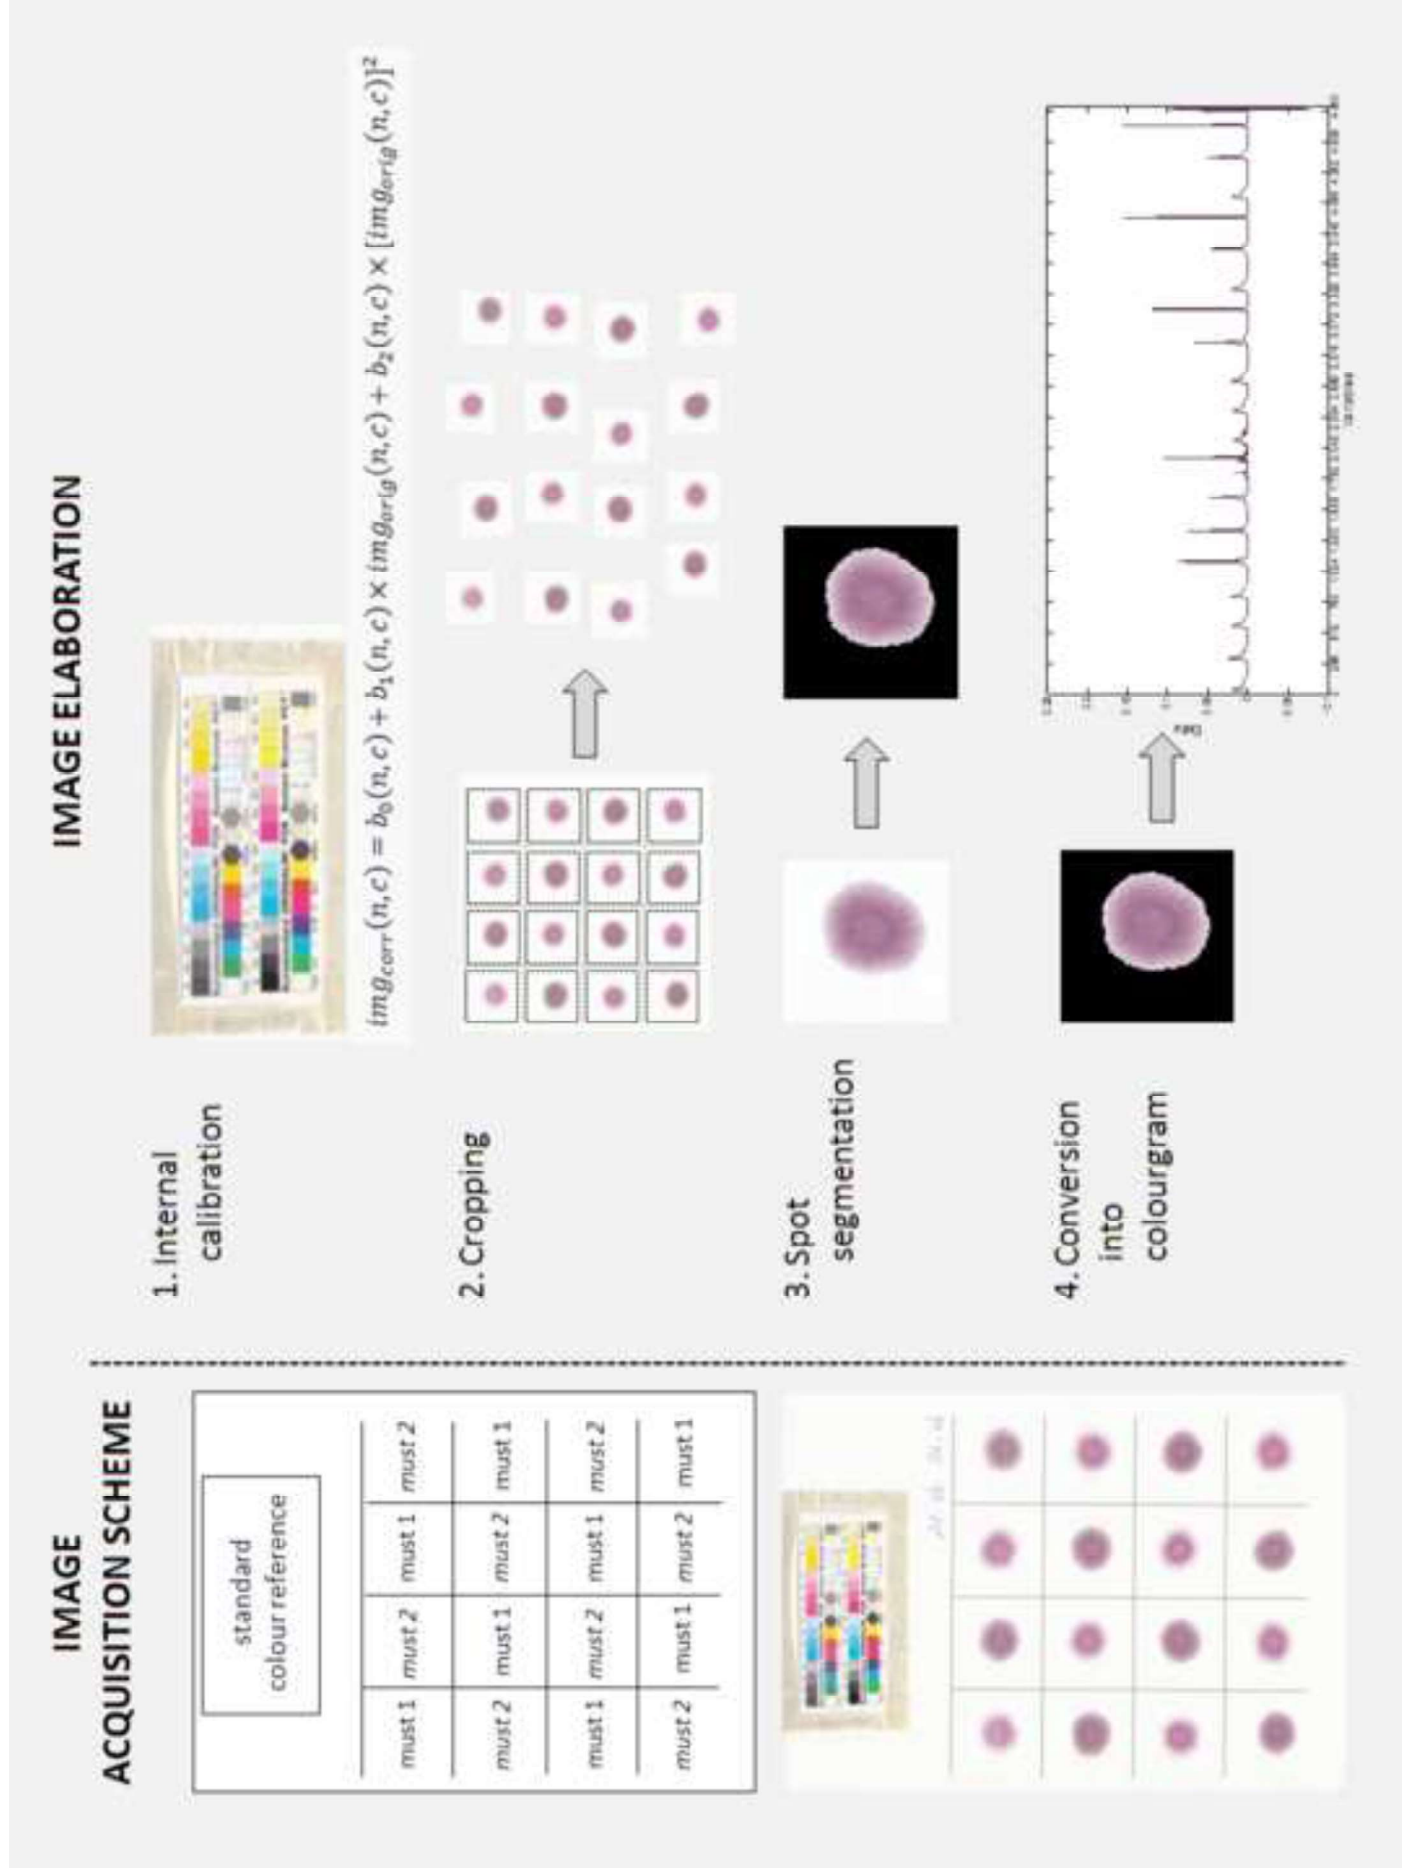 IMAGE
ACQUISITION SCHEME
standard
colour reference
must 1 must 2 must 1 must 2
must 2 must 1 must 2 must 1
must 1 must 2 must 1 must 2
must 2 must 1 must 2 must 1
IMAGE ELABORATION
1. Internal
calibration
img_corr(n,c) = b_0(n,c) + b_1(n,c) × img_orig(n,c) + b_2(n,c) × [img_orig(n,c)]²
2. Cropping
3. Spot
segmentation
4. Conversion
into
colourgram
Data